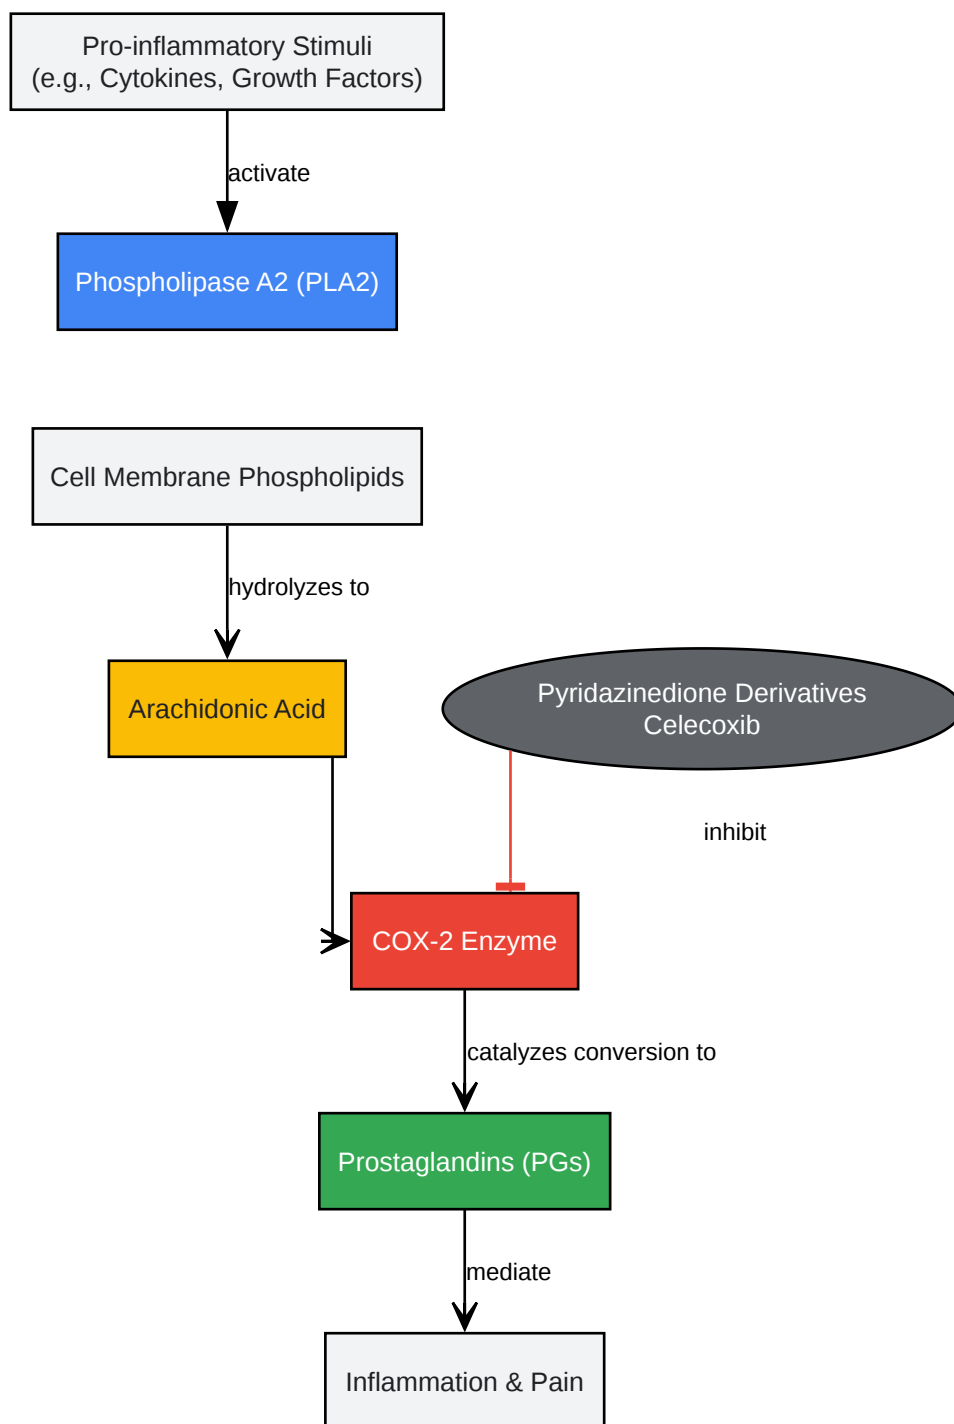 Pro-inflammatory Stimuli
(e.g., Cytokines, Growth Factors)
activate
Phospholipase A2 (PLA2)
Cell Membrane Phospholipids
hydrolyzes to
Arachidonic Acid
Pyridazinedione Derivatives
Celecoxib
inhibit
COX-2 Enzyme
catalyzes conversion to
Prostaglandins (PGs)
mediate
Inflammation & Pain